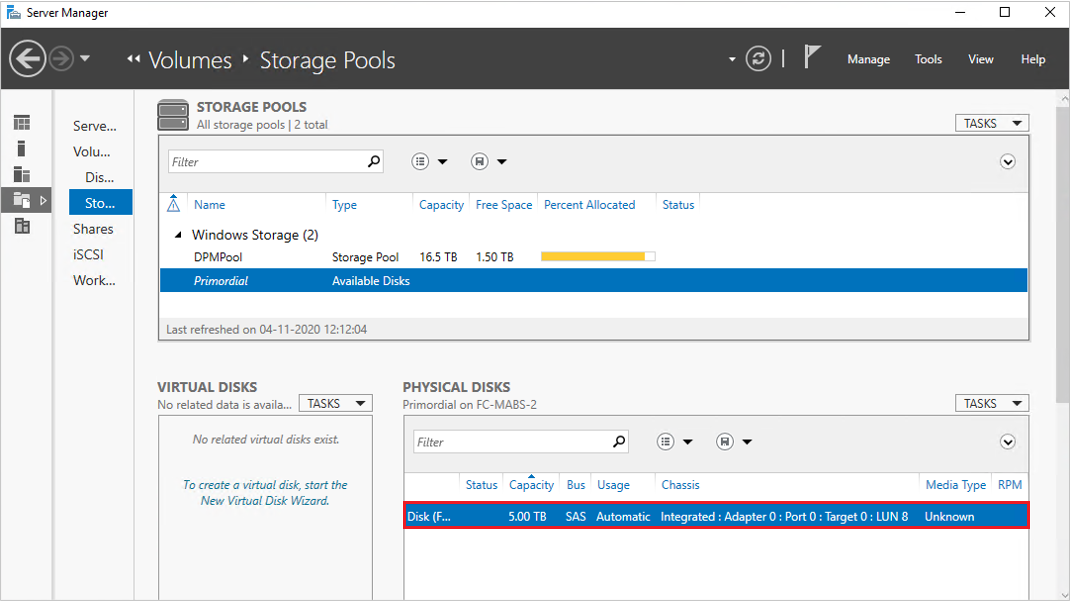 Server Manager
Volumes Storage Pools
Manage Tools View Help
Serve...
Volu...
Dis...
Sto...
Shares
iSCSI
Work...
STORAGE POOLS
All storage pools | 2 total
TASKS
Filter
Name Type Capacity Free Space Percent Allocated Status
Windows Storage (2)
DPMPool Storage Pool 16.5 TB 1.50 TB
Primordial Available Disks
Last refreshed on 04-11-2020 12:12:04
VIRTUAL DISKS
No related data is availa... TASKS
No related virtual disks exist.
To create a virtual disk, start the
New Virtual Disk Wizard.
PHYSICAL DISKS
Primordial on FC-MABS-2
TASKS
Filter
Status Capacity Bus Usage Chassis Media Type RPM
Disk (F... 5.00 TB SAS Automatic Integrated : Adapter 0 : Port 0 : Target 0 : LUN 8 Unknown